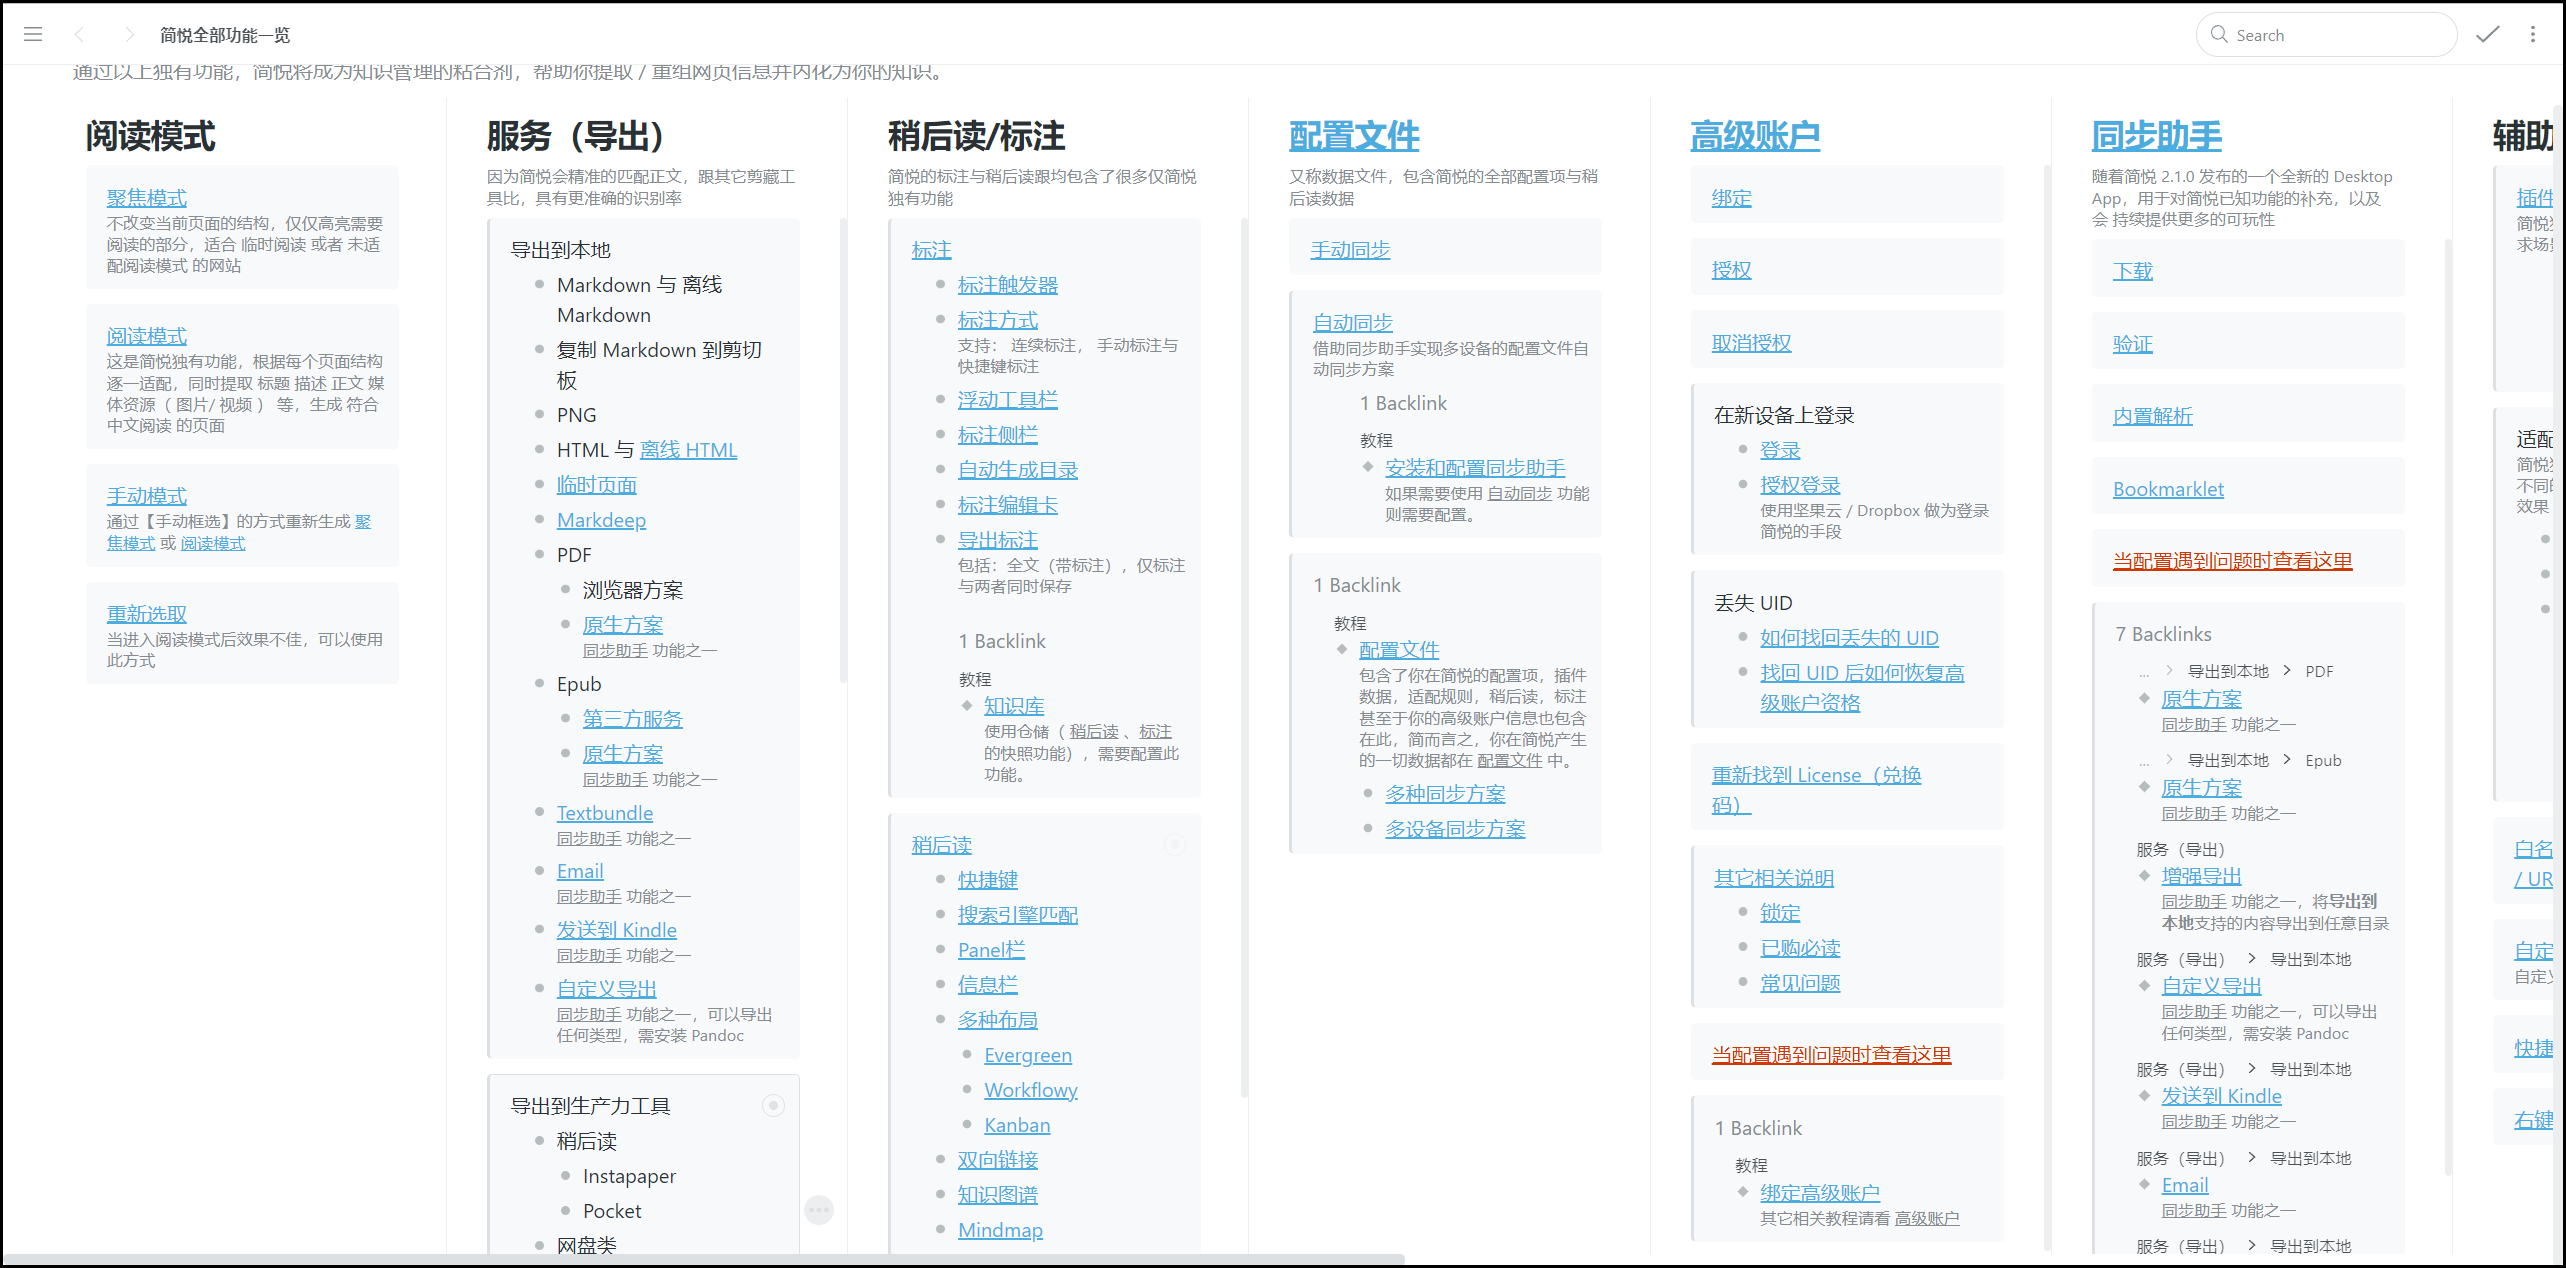 简悦全部功能一览
Search
通过以上独有功能，简悦将成为知识管理的粘合剂，帮助你提取 / 重组网页信息并内化为你的知识。
阅读模式
聚焦模式
不改变当前页面的结构，仅仅高亮需要
阅读的部分，适合 临时阅读 或者 未适
配阅读模式 的网站
阅读模式
这是简悦独有功能，根据每个页面结构
逐一适配，同时提取 标题 描述 正文 媒
体资源（ 图片/ 视频 ） 等，生成 符合
中文阅读 的页面
手动模式
通过【手动框选】的方式重新生成 聚
焦模式 或 阅读模式
重新选取
当进入阅读模式后效果不佳，可以使用
此方式
服务（导出）
因为简悦会精准的匹配正文，跟其它剪藏工
具比，具有更准确的识别率
导出到本地
Markdown 与 离线
Markdown
复制 Markdown 到剪切
板
PNG
HTML 与 离线 HTML
临时页面
Markdeep
PDF
浏览器方案
原生方案
同步助手 功能之一
Epub
第三方服务
原生方案
同步助手 功能之一
Textbundle
同步助手 功能之一
Email
同步助手 功能之一
发送到 Kindle
同步助手 功能之一
自定义导出
同步助手 功能之一，可以导出
任何类型，需安装 Pandoc
导出到生产力工具
稍后读
Instapaper
Pocket
网盘类
稍后读/标注
简悦的标注与稍后读跟均包含了很多仅简悦
独有功能
标注
标注触发器
标注方式
支持： 连续标注， 手动标注与
快捷键标注
浮动工具栏
标注侧栏
自动生成目录
标注编辑卡
导出标注
包括：全文（带标注），仅标注
与两者同时保存
1 Backlink
教程
知识库
使用仓储（ 稍后读 、标注
的快照功能），需要配置此
功能。
稍后读
快捷键
搜索引擎匹配
Panel栏
信息栏
多种布局
Evergreen
Workflowy
Kanban
双向链接
知识图谱
Mindmap
配置文件
又称数据文件，包含简悦的全部配置项与稍
后读数据
手动同步
自动同步
借助同步助手实现多设备的配置文件自
动同步方案
1 Backlink
教程
安装和配置同步助手
如果需要使用 自动同步 功能
则需要配置。
1 Backlink
教程
配置文件
包含了你在简悦的配置项，插件
数据，适配规则，稍后读，标注
甚至于你的高级账户信息也包含
在此，简而言之，你在简悦产生
的一切数据都在 配置文件 中。
多种同步方案
多设备同步方案
高级账户
绑定
授权
取消授权
在新设备上登录
登录
授权登录
使用坚果云 / Dropbox 做为登录
简悦的手段
丢失 UID
如何找回丢失的 UID
找回 UID 后如何恢复高
级账户资格
重新找到 License（兑换
码）
其它相关说明
锁定
已购必读
常见问题
当配置遇到问题时查看这里
1 Backlink
教程
绑定高级账户
其它相关教程请看 高级账户
同步助手
随着简悦 2.1.0 发布的一个全新的 Desktop
App，用于对简悦已知功能的补充，以及
会 持续提供更多的可玩性
下载
验证
内置解析
Bookmarklet
当配置遇到问题时查看这里
7 Backlinks
... > 导出到本地 > PDF
原生方案
同步助手 功能之一
... > 导出到本地 > Epub
原生方案
同步助手 功能之一
服务（导出）
增强导出
同步助手 功能之一，将导出到
本地支持的内容导出到任意目录
服务（导出） > 导出到本地
自定义导出
同步助手 功能之一，可以导出
任何类型，需安装 Pandoc
服务（导出） > 导出到本地
发送到 Kindle
同步助手 功能之一
服务（导出） > 导出到本地
Email
同步助手 功能之一
服务（导出） > 导出到本地
辅助
插件
简悦
求场
适配
简悦
不同
效果
白名
/ UR
自定
自定
快捷
右键